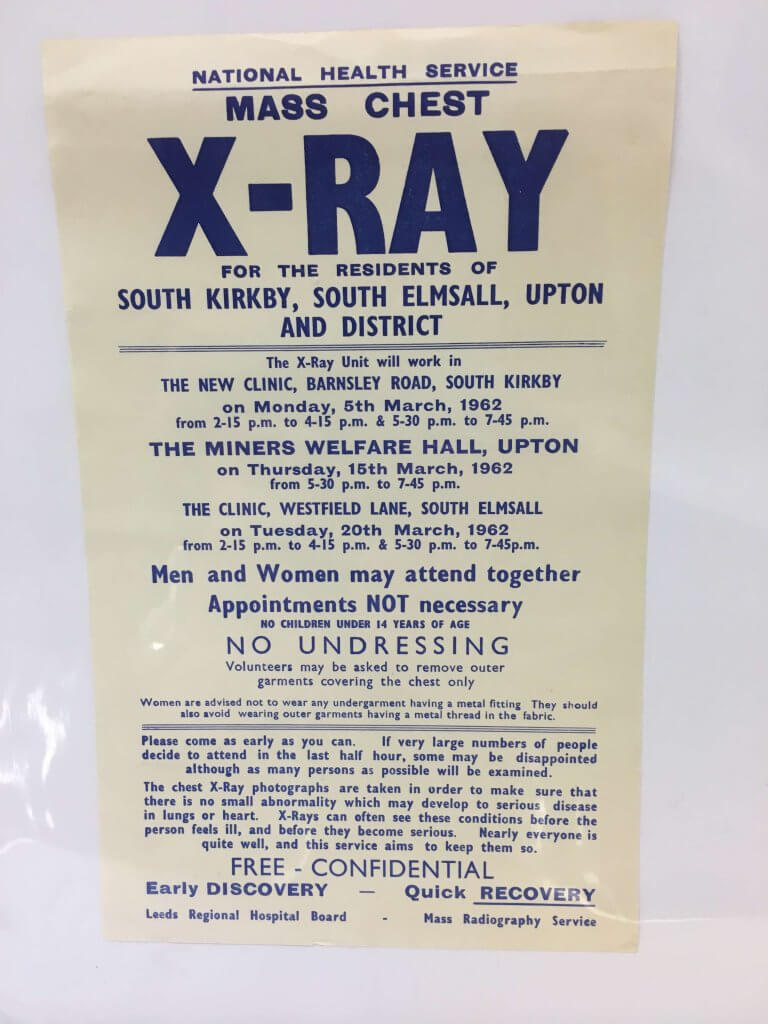 NATIONAL HEALTH SERVICE
MASS CHEST
X-RAY
FOR THE RESIDENTS OF
SOUTH KIRKBY, SOUTH ELMSALL, UPTON
AND DISTRICT
The X-Ray Unit will work in
THE NEW CLINIC, BARNSLEY ROAD, SOUTH KIRKBY
on Monday, 5th March, 1962
from 2-15 p.m. to 4-15 p.m. & 5-30 p.m. to 7-45 p.m.
THE MINERS WELFARE HALL, UPTON
on Thursday, 15th March, 1962
from 5-30 p.m. to 7-45 p.m.
THE CLINIC, WESTFIELD LANE, SOUTH ELMSALL
on Tuesday, 20th March, 1962
from 2-15 p.m. to 4-15 p.m. & 5-30 p.m. to 7-45p.m.
Men and Women may attend together
Appointments NOT necessary
NO CHILDREN UNDER 14 YEARS OF AGE
NO UNDRESSING
Volunteers may be asked to remove outer
garments covering the chest only
Women are advised not to wear any undergarment having a metal fitting They should
also avoid wearing outer garments having a metal thread in the fabric.
Please come as early as you can. If very large numbers of people
decide to attend in the last half hour, some may be disappointed
although as many persons as possible will be examined.
The chest X-Ray photographs are taken in order to make sure that
there is no small abnormality which may develop to serious disease
in lungs or heart. X-Rays can often see these conditions before the
person feels ill, and before they become serious. Nearly everyone is
quite well, and this service aims to keep them so.
FREE - CONFIDENTIAL
Early DISCOVERY — Quick RECOVERY
Leeds Regional Hospital Board - Mass Radiography Service